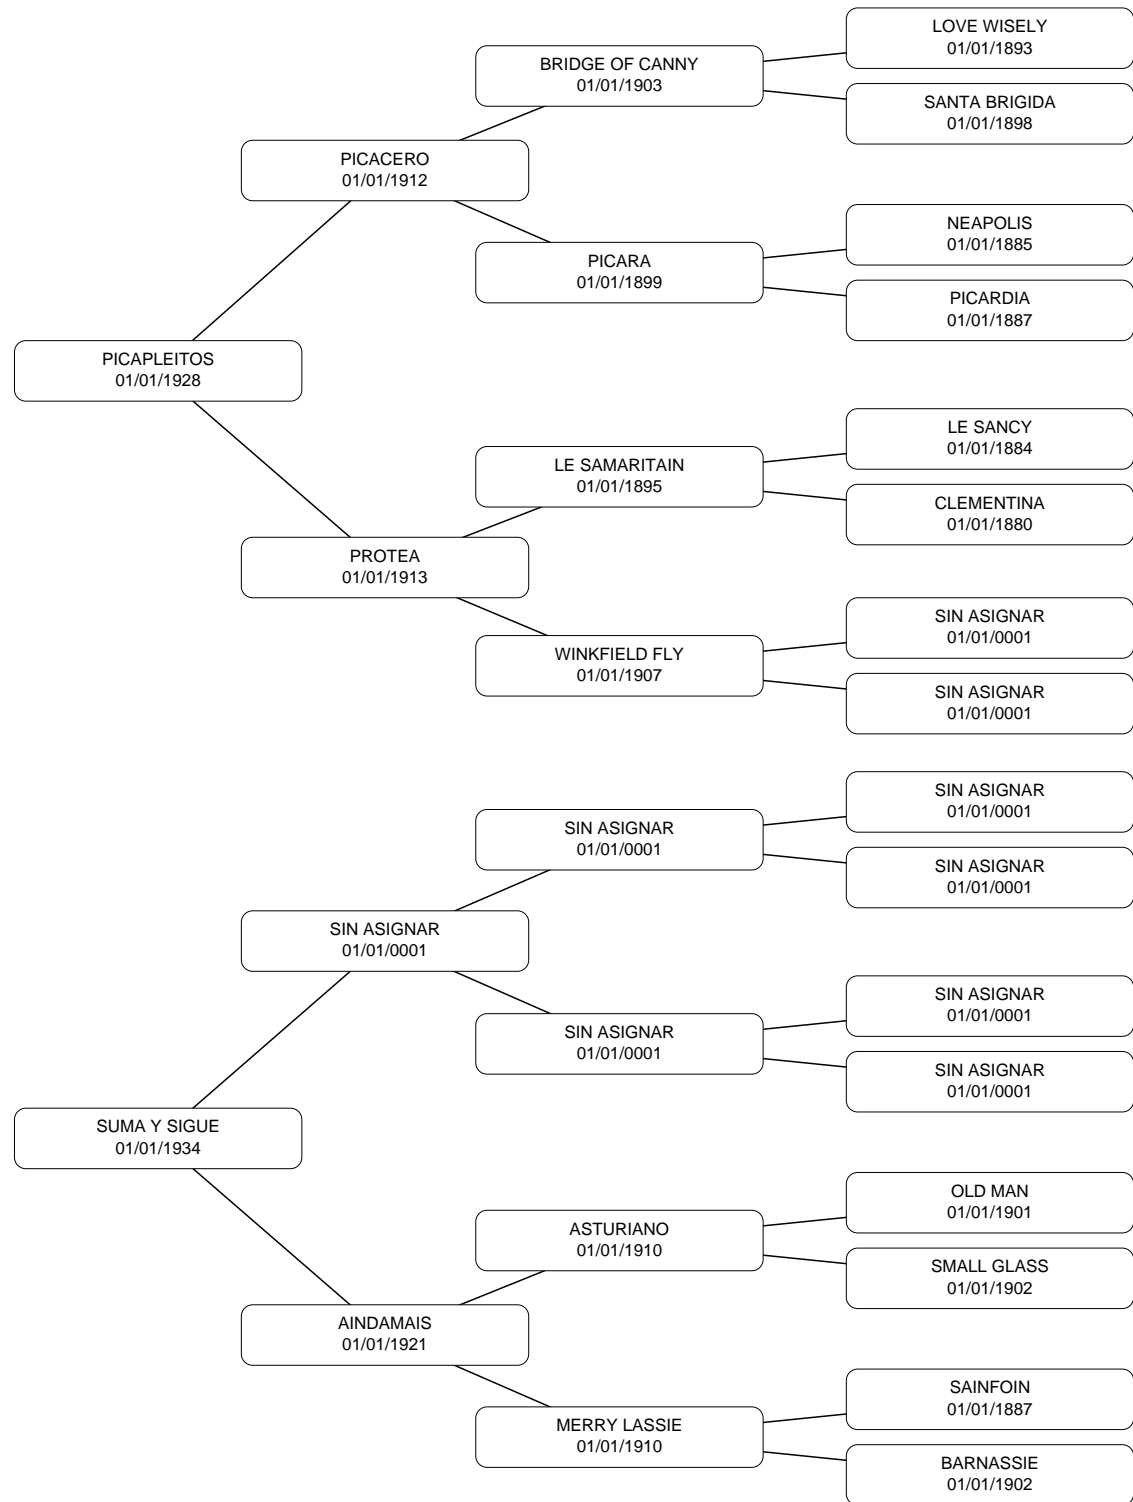 LOVE WISELY
01/01/1893
BRIDGE OF CANNY
01/01/1903
SANTA BRIGIDA
01/01/1898
PICACERO
01/01/1912
NEAPOLIS
01/01/1885
PICARA
01/01/1899
PICARDIA
01/01/1887
PICAPLEITOS
01/01/1928
LE SANCY
01/01/1884
LE SAMARITAIN
01/01/1895
CLEMENTINA
01/01/1880
PROTEA
01/01/1913
SIN ASIGNAR
01/01/0001
WINKFIELD FLY
01/01/1907
SIN ASIGNAR
01/01/0001
SIN ASIGNAR
01/01/0001
SIN ASIGNAR
01/01/0001
SIN ASIGNAR
01/01/0001
SIN ASIGNAR
01/01/0001
SIN ASIGNAR
01/01/0001
SIN ASIGNAR
01/01/0001
SIN ASIGNAR
01/01/0001
SUMA Y SIGUE
01/01/1934
OLD MAN
01/01/1901
ASTURIANO
01/01/1910
SMALL GLASS
01/01/1902
AINDAMAIS
01/01/1921
SAINFOIN
01/01/1887
MERRY LASSIE
01/01/1910
BARNASSIE
01/01/1902